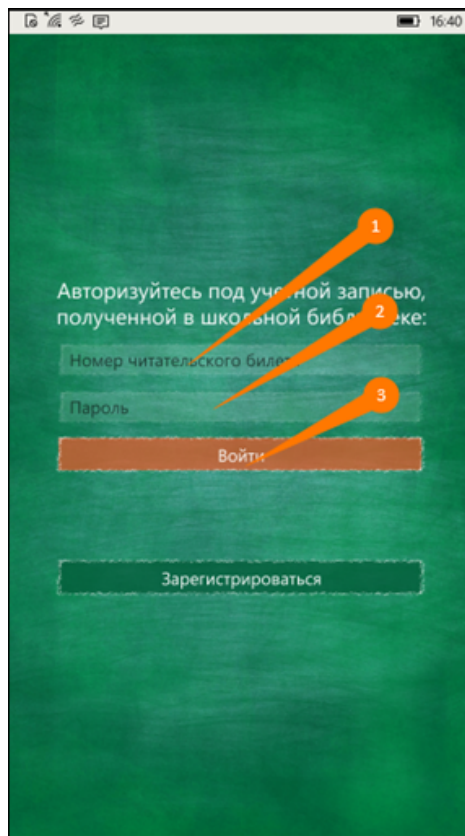 16:40
1
Авторизуйтесь под учетной записью,
2
полученной в школьной библиотеке:
Номер читательского билета
3
Пароль
Войти
Зарегистрироваться